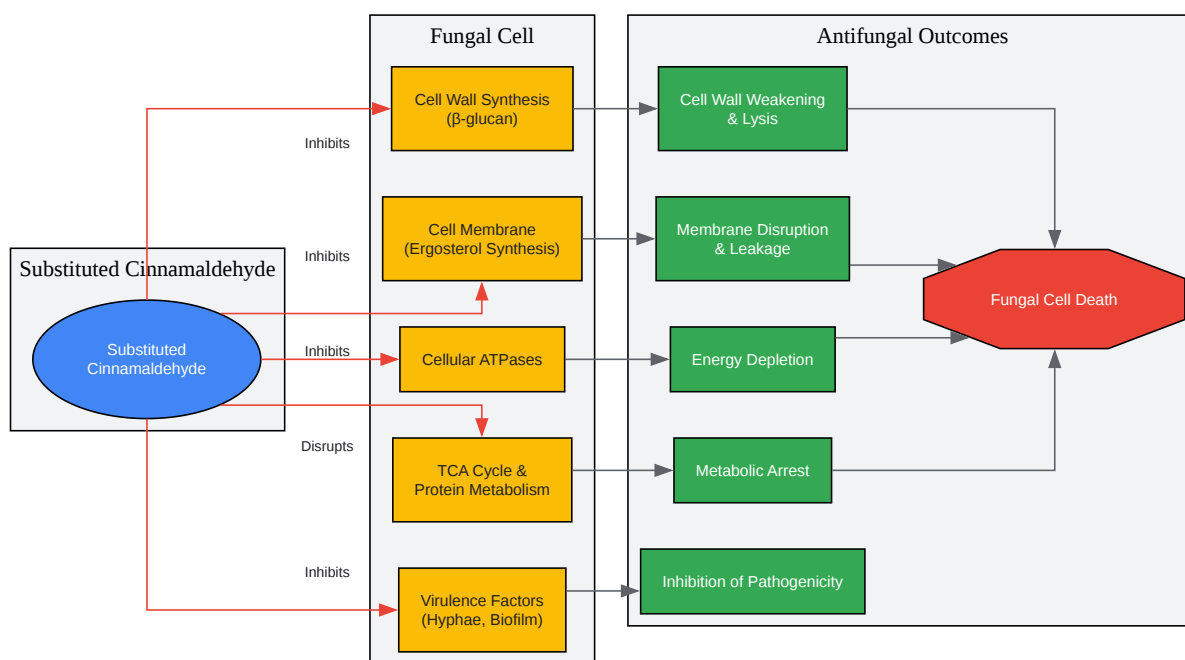 Fungal Cell
Antifungal Outcomes
Cell Wall Synthesis
(β-glucan)
Cell Wall Weakening
& Lysis
Inhibits
Cell Membrane
(Ergosterol Synthesis)
Membrane Disruption
& Leakage
Inhibits
Substituted Cinnamaldehyde
Fungal Cell Death
Substituted
Cinnamaldehyde
Inhibits
Cellular ATPases
Energy Depletion
Disrupts
TCA Cycle &
Protein Metabolism
Metabolic Arrest
Inhibits
Virulence Factors
(Hyphae, Biofilm)
Inhibition of Pathogenicity